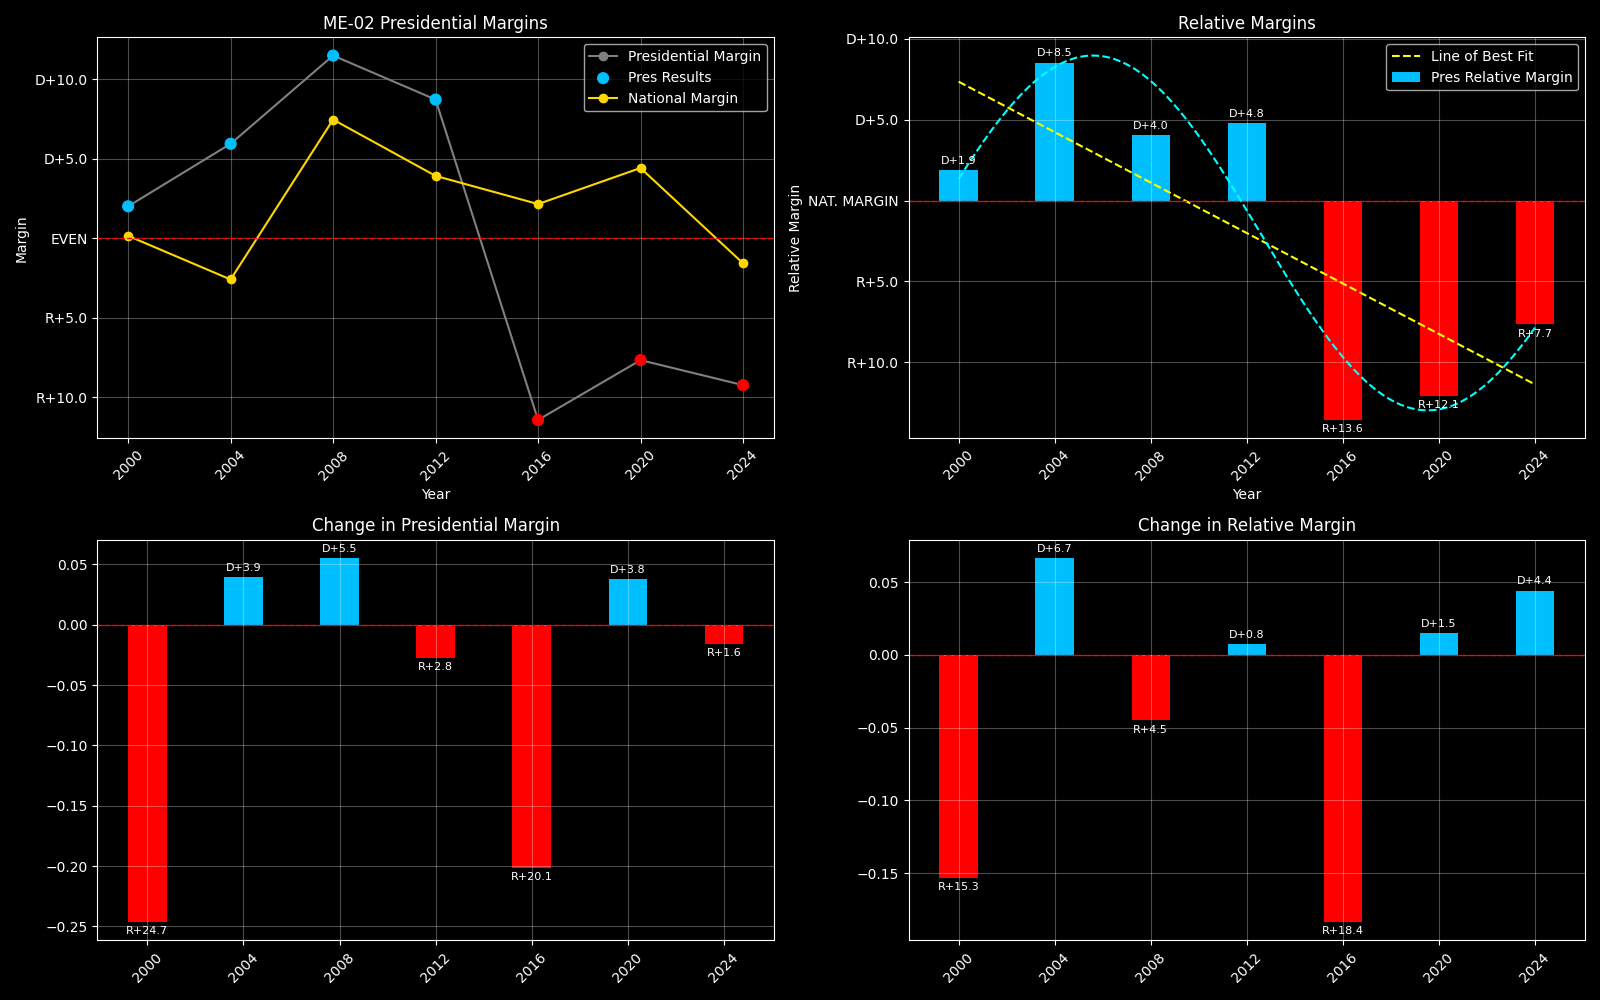 ME-02 Presidential Margins
D+10.0
D+5.0
EVEN
R+5.0
R+10.0
Margin
Presidential Margin
Pres Results
National Margin
2000 2004 2008 2012 2016 2020 2024
Year
Relative Margins
D+10.0
D+5.0
NAT. MARGIN
R+5.0
R+10.0
Relative Margin
Line of Best Fit
Pres Relative Margin
D+1.9
D+8.5
D+4.0
D+4.8
R+13.6
R+12.1
R+7.7
2000 2004 2008 2012 2016 2020 2024
Year
Change in Presidential Margin
0.05
0.00
−0.05
−0.10
−0.15
−0.20
−0.25
R+24.7
D+3.9
D+5.5
R+2.8
R+20.1
D+3.8
R+1.6
2000 2004 2008 2012 2016 2020 2024
Change in Relative Margin
0.05
0.00
−0.05
−0.10
−0.15
R+15.3
D+6.7
R+4.5
D+0.8
R+18.4
D+1.5
D+4.4
2000 2004 2008 2012 2016 2020 2024